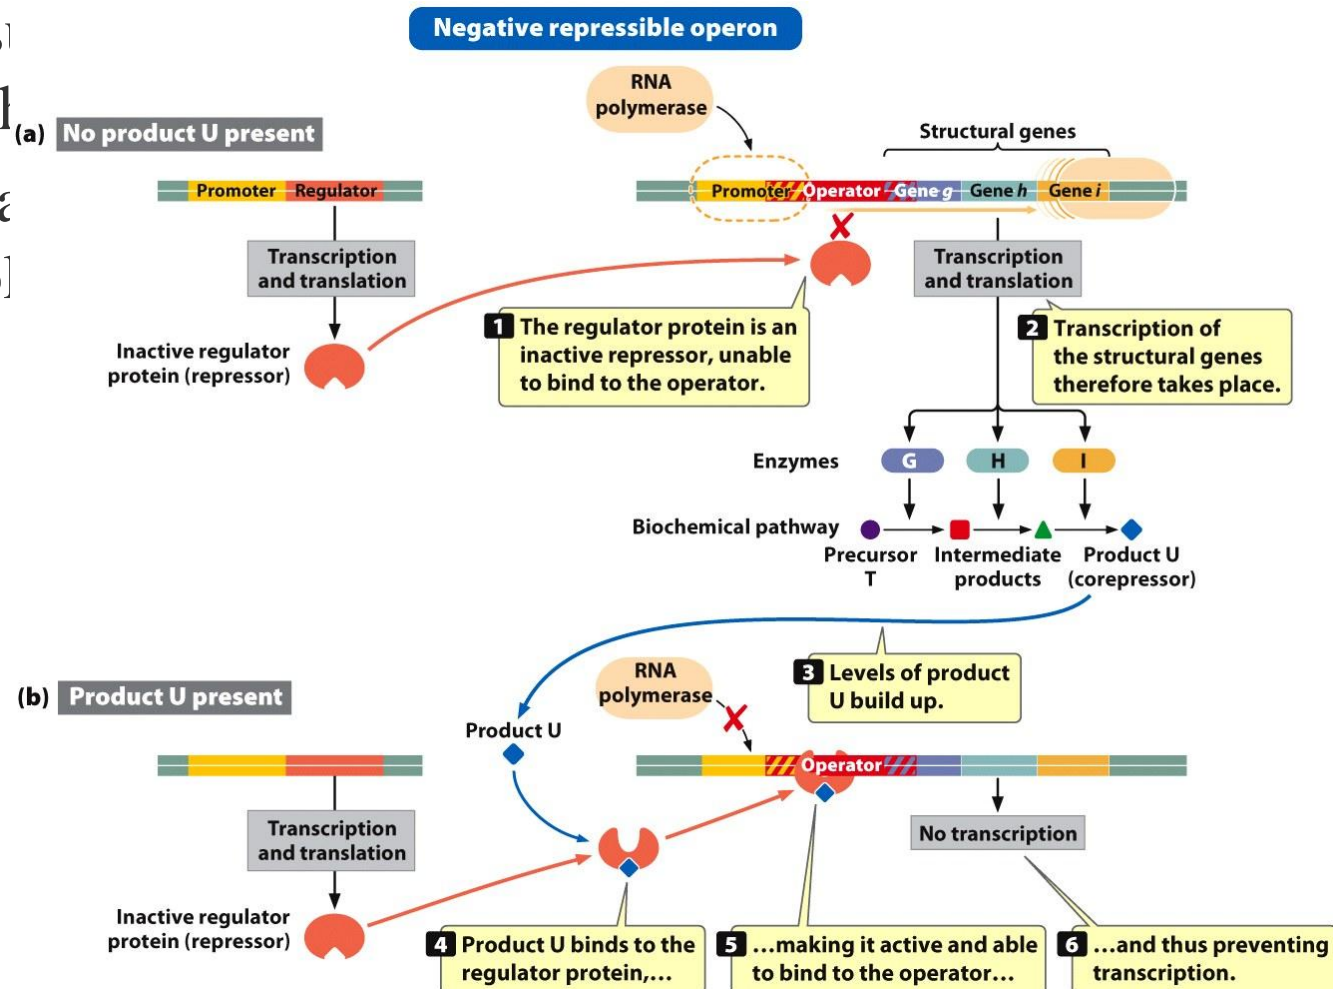 Negative repressible operon
RNA
polymerase
(a) No product U present
Structural genes
Promoter Regulator
Promoter Operator Gene g Gene h Gene i
Transcription
and translation
Transcription
and translation
Inactive regulator
protein (repressor)
1 The regulator protein is an
inactive repressor, unable
to bind to the operator.
2 Transcription of
the structural genes
therefore takes place.
Enzymes G H I
Biochemical pathway
Precursor
T
Intermediate
products
Product U
(corepressor)
3 Levels of product
U build up.
(b) Product U present
RNA
polymerase
Product U
Operator
Transcription
and translation
No transcription
Inactive regulator
protein (repressor)
4 Product U binds to the
regulator protein,...
5 ...making it active and able
to bind to the operator...
6 ...and thus preventing
transcription.